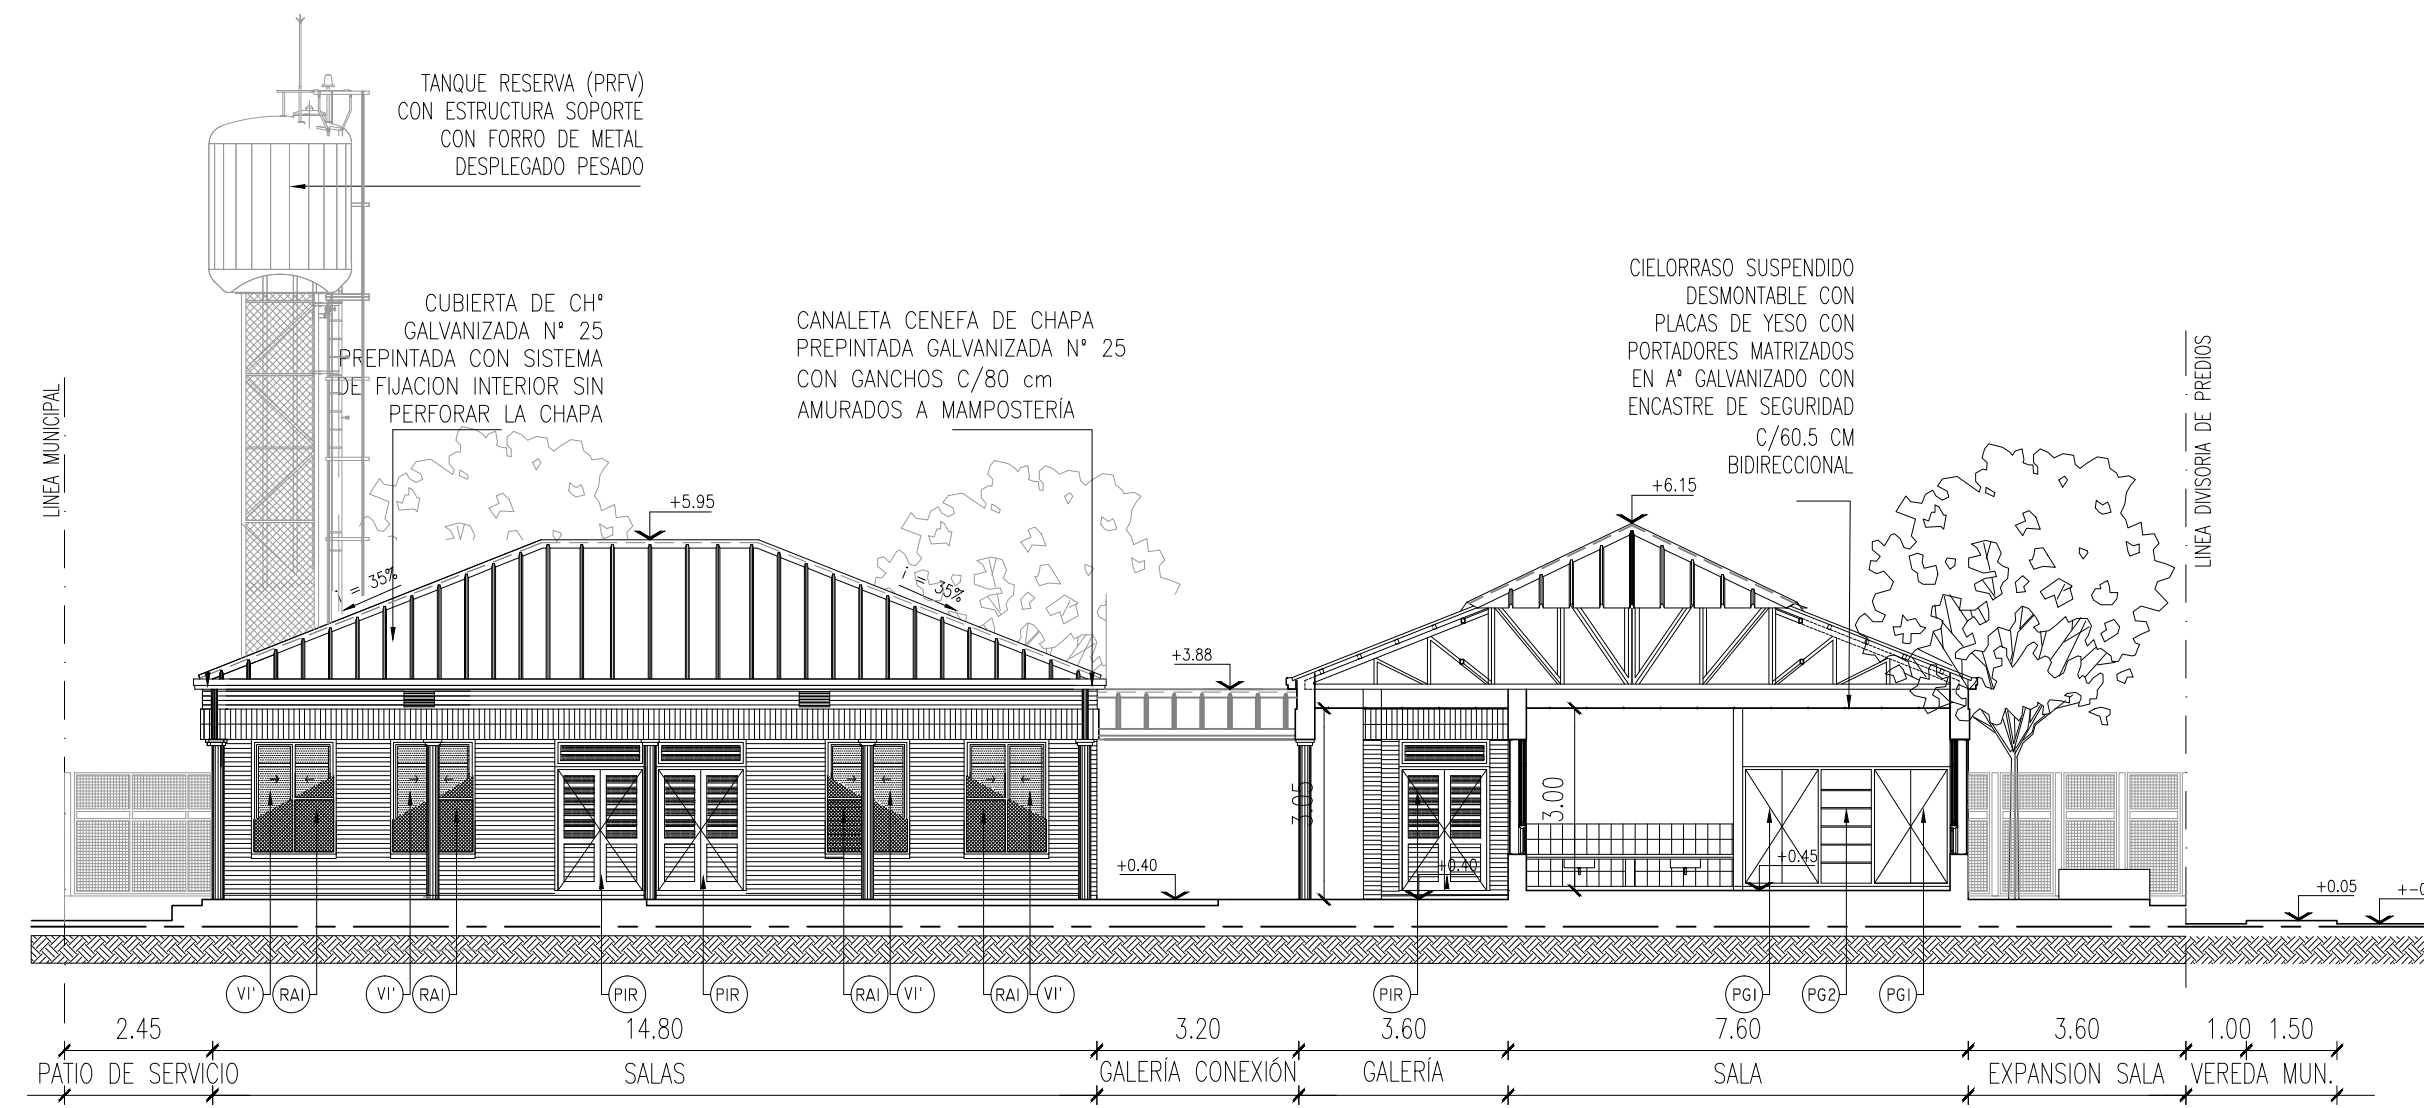 TANQUE RESERVA (PRFV)
CON ESTRUCTURA SOPORTE
CON FORRO DE METAL
DESPLEGADO PESADO
CUBIERTA DE CHª
GALVANIZADA Nº 25
PREPINTADA CON SISTEMA
DE FIJACION INTERIOR SIN
PERFORAR LA CHAPA
CANALETA CENEFA DE CHAPA
PREPINTADA GALVANIZADA Nº 25
CON GANCHOS C/80 cm
AMURADOS A MAMPOSTERÍA
CIELORRASO SUSPENDIDO
DESMONTABLE CON
PLACAS DE YESO CON
PORTADORES MATRIZADOS
EN Aº GALVANIZADO CON
ENCASTRE DE SEGURIDAD
C/60.5 CM
BIDIRECCIONAL
LINEA MUNICIPAL
LINEA DIVISORIA DE PREDIOS
+5.95
+6.15
i = 35%
i = 35%
+3.88
3.05
3.00
+0.40
+0.40
+0.45
+0.05
VI' RAI VI' RAI PIR PIR RAI VI' RAI VI' PIR PGI PG2 PGI
2.45 14.80 3.20 3.60 7.60 3.60 1.00 1.50
PATIO DE SERVICIO SALAS GALERÍA CONEXIÓN GALERÍA SALA EXPANSION SALA VEREDA MUN.